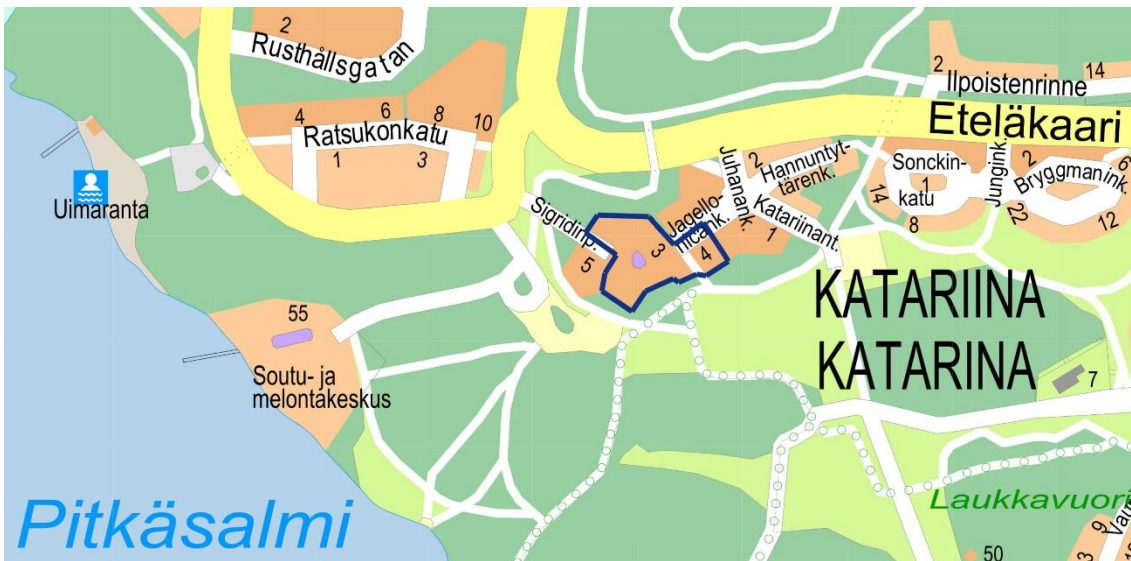 2
Rusthållsgatan
4
6
8
10
Ratsukonkatu
1
3
Uimaranta
2
14
Ilpoistenrinne
Eteläkaari
Juhanank.
2
Hannuntyt-
tärenk.
Sonckin-
1
katu
14
8
Jungink.
2
Bryggmanink.
6
22
12
Sigridinp.
5
Jagello-
nicank.
3
4
Katariinant.
1
KATARIINA
KATARINA
55
Soutu- ja
melontakeskus
7
Pitkäsalmi
Laukkavuori
9
3
50